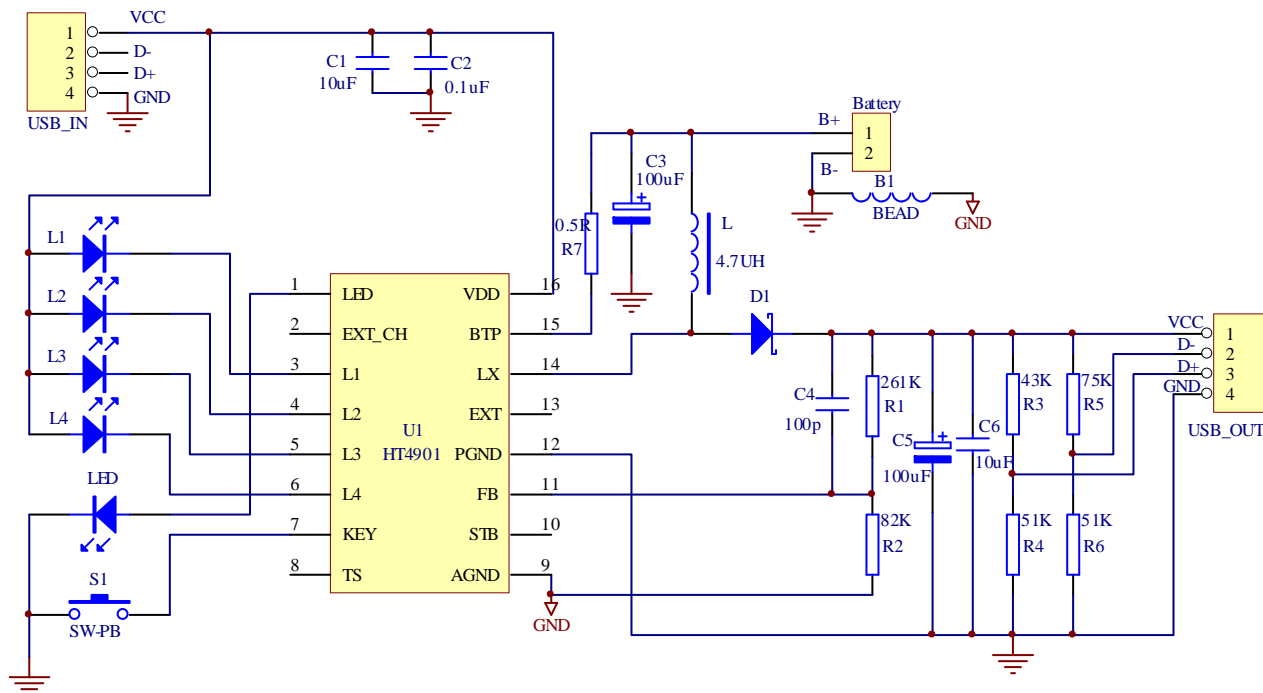 VCC
1
2
3
4
D-
D+
GND
USB_IN
C1
10uF
C2
0.1uF
Battery
B+
1
2
B-
B1
BEAD
GND
C3
100uF
0.5R
R7
L
4.7UH
D1
L1
L2
L3
L4
LED
S1
SW-PB
1
2
3
4
5
6
7
8
LED
EXT_CH
L1
L2
L3
L4
KEY
TS
U1
HT4901
VDD
BTP
LX
EXT
PGND
FB
STB
AGND
16
15
14
13
12
11
10
9
GND
C4
100p
261K
R1
82K
R2
C5
100uF
C6
10uF
43K
R3
75K
R5
51K
R4
51K
R6
VCC
D-
D+
GND
1
2
3
4
USB_OUT